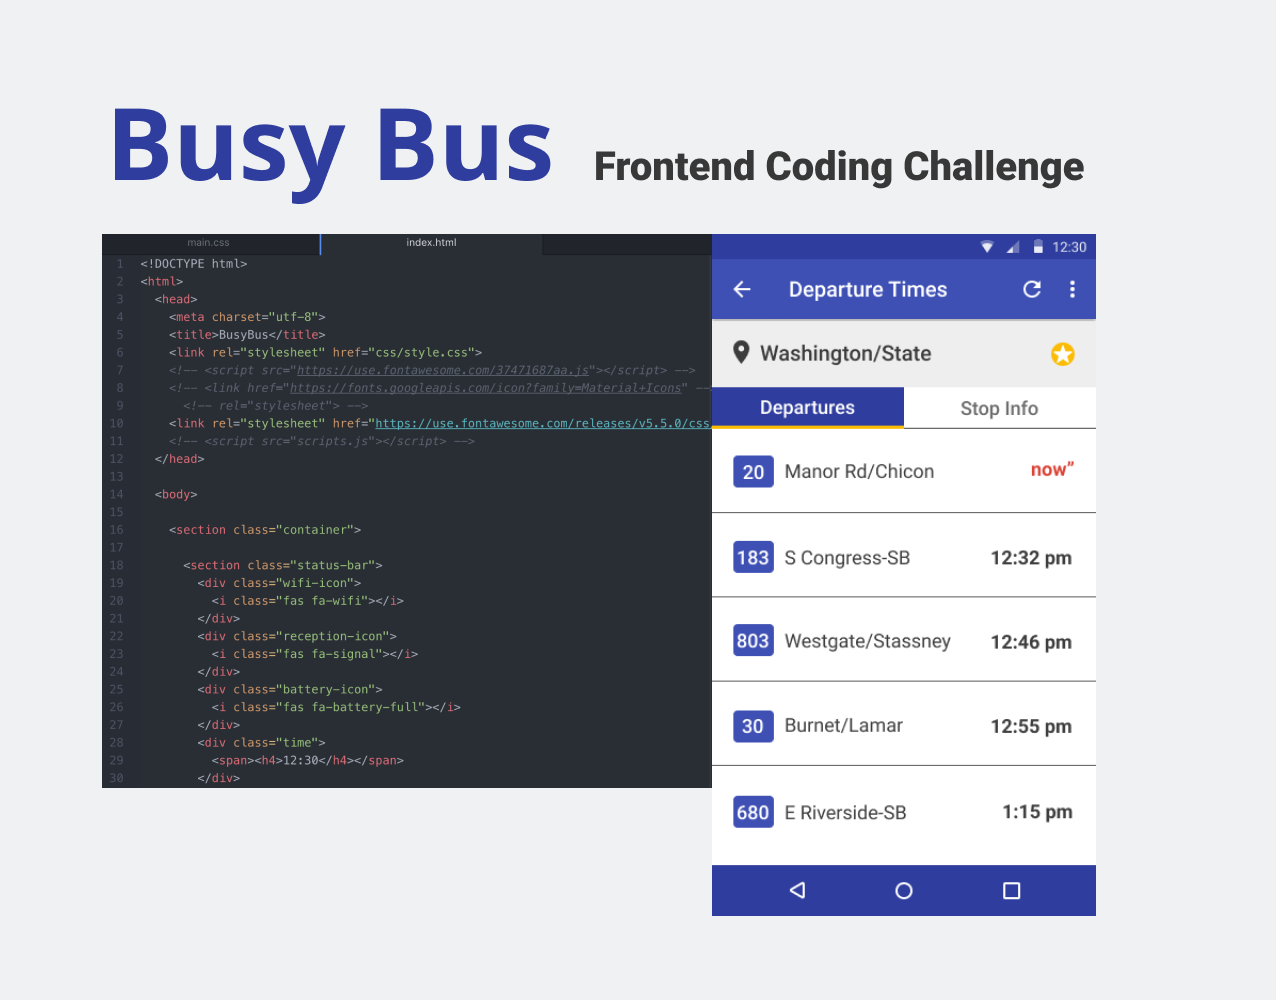 Busy Bus Frontend Coding Challenge
main.css index.html
1 <!DOCTYPE html>
2 <html>
3 <head>
4 <meta charset="utf-8">
5 <title>BusyBus</title>
6 <link rel="stylesheet" href="css/style.css">
7 <!-- <script src="https://use.fontawesome.com/37471687aa.js"></script> -->
8 <!-- <link href="https://fonts.googleapis.com/icon?family=Material+Icons" --
9 <!-- rel="stylesheet"> -->
10 <link rel="stylesheet" href="https://use.fontawesome.com/releases/v5.5.0/css
11 <!-- <script src="scripts.js"></script> -->
12 </head>
13
14 <body>
15
16 <section class="container">
17
18 <section class="status-bar">
19 <div class="wifi-icon">
20 <i class="fas fa-wifi"></i>
21 </div>
22 <div class="reception-icon">
23 <i class="fas fa-signal"></i>
24 </div>
25 <div class="battery-icon">
26 <i class="fas fa-battery-full"></i>
27 </div>
28 <div class="time">
29 <span><h4>12:30</h4></span>
30 </div>
12:30
Departure Times
Washington/State
Departures Stop Info
20 Manor Rd/Chicon now”
183 S Congress-SB 12:32 pm
803 Westgate/Stassney 12:46 pm
30 Burnet/Lamar 12:55 pm
680 E Riverside-SB 1:15 pm